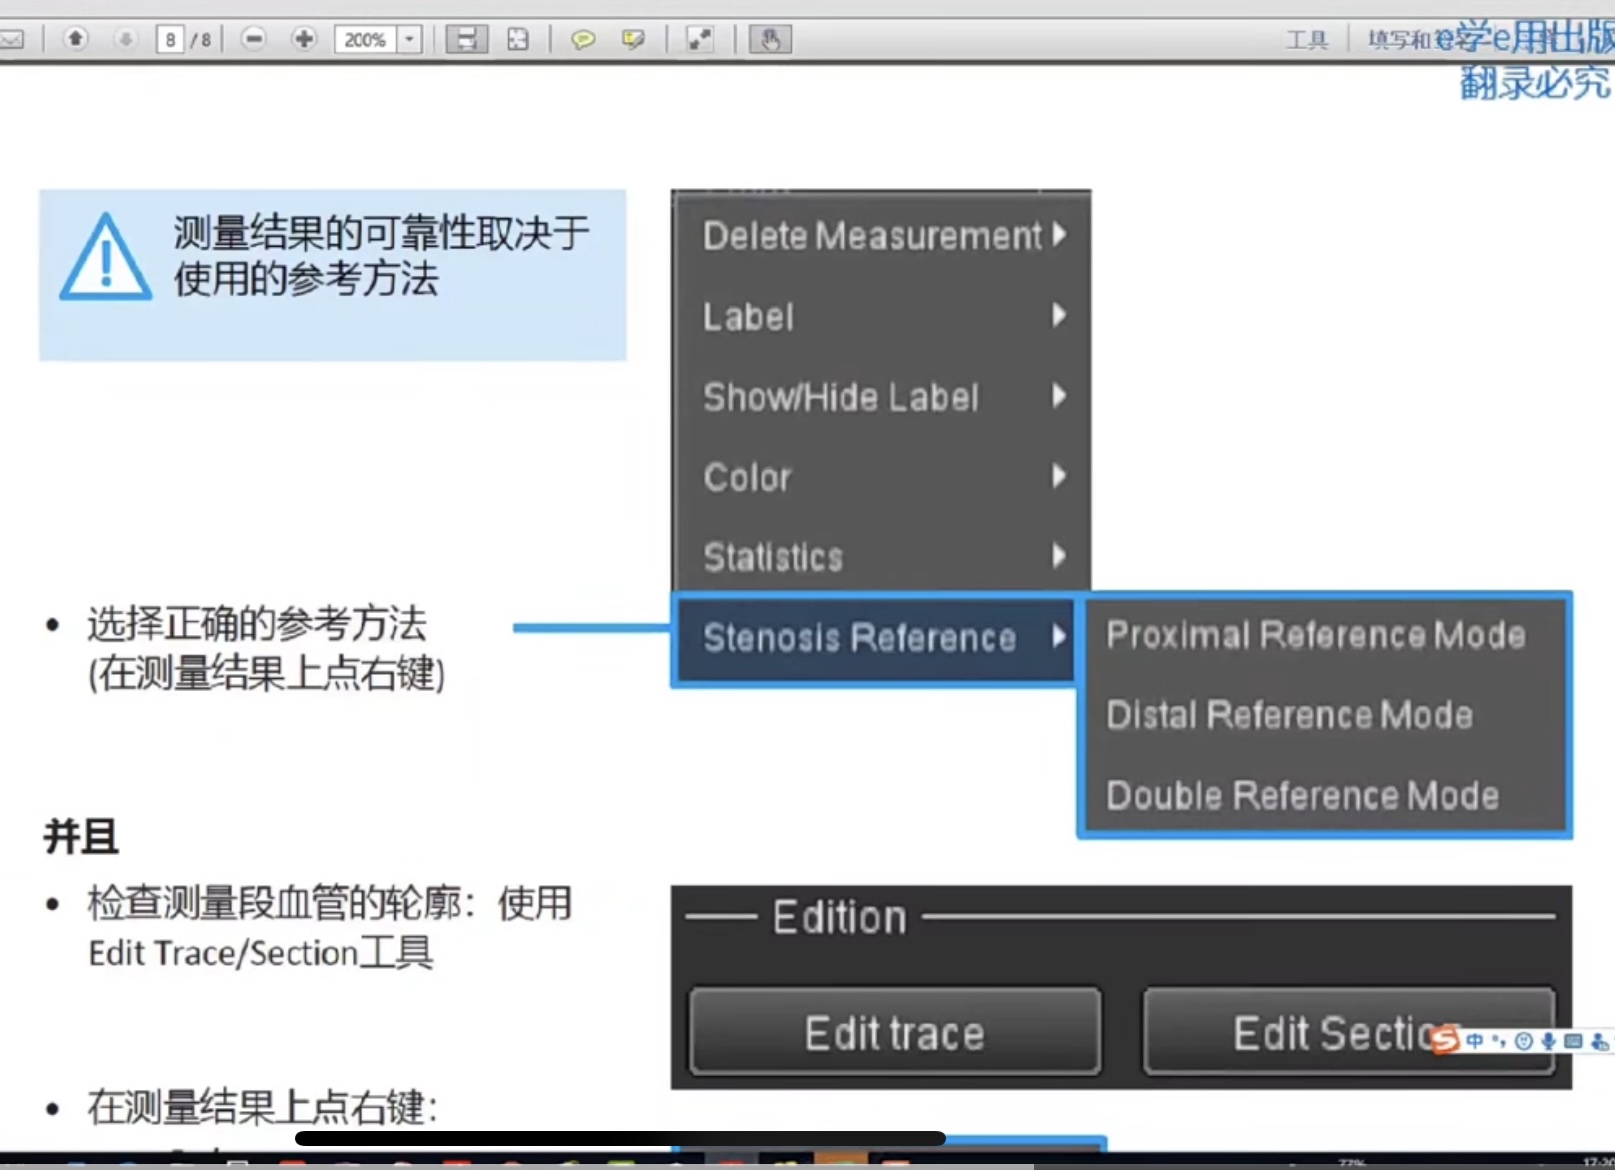 8 / 8
200%
工具
填写和
e学e用出版
翻录必究
测量结果的可靠性取决于
使用的参考方法
Delete Measurement
Label
Show/Hide Label
Color
Statistics
• 选择正确的参考方法
(在测量结果上点右键)
Stenosis Reference
Proximal Reference Mode
Distal Reference Mode
Double Reference Mode
并且
• 检查测量段血管的轮廓：使用
Edit Trace/Section工具
Edition
Edit trace
Edit Sectio
中
• 在测量结果上点右键：
77%